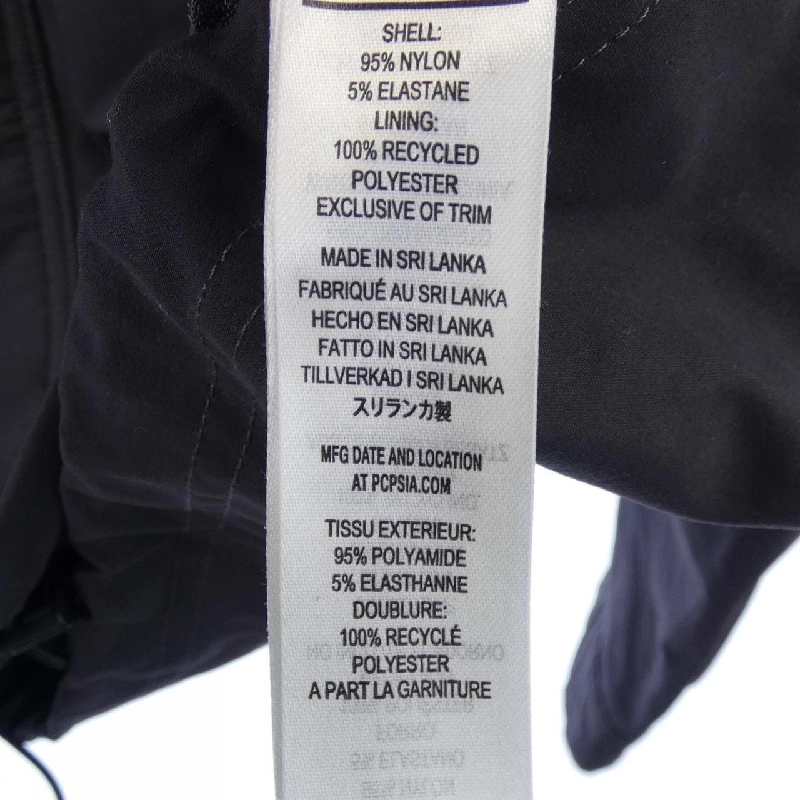 SHELL:
95% NYLON
5% ELASTANE
LINING:
100% RECYCLED
POLYESTER
EXCLUSIVE OF TRIM
MADE IN SRI LANKA
FABRIQUÉ AU SRI LANKA
HECHO EN SRI LANKA
FATTO IN SRI LANKA
TILLVERKAD I SRI LANKA
スリランカ製
MFG DATE AND LOCATION
AT PCPSIA.COM
TISSU EXTERIEUR:
95% POLYAMIDE
5% ELASTHANNE
DOUBLURE:
100% RECYCLÉ
POLYESTER
A PART LA GARNITURE